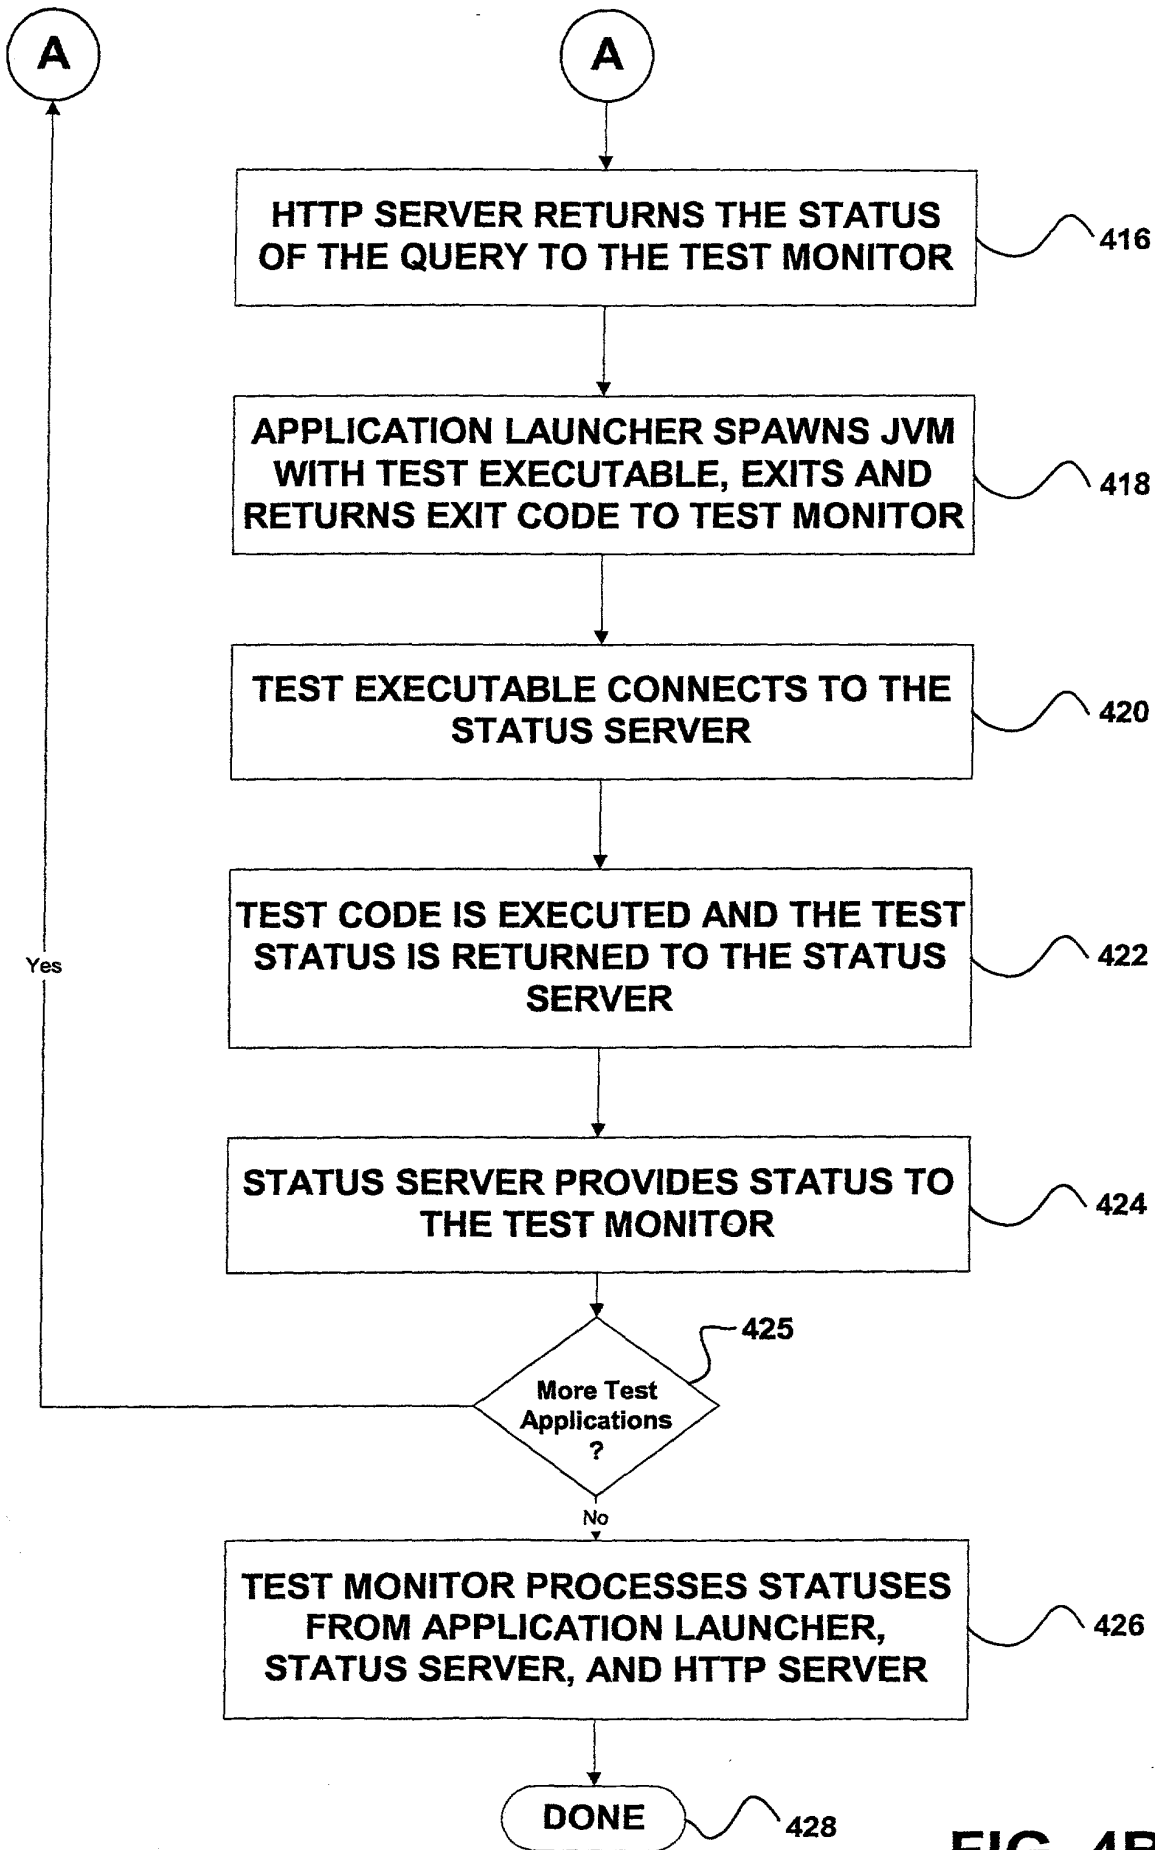 A
A
HTTP SERVER RETURNS THE STATUS
OF THE QUERY TO THE TEST MONITOR
416
APPLICATION LAUNCHER SPAWNS JVM
WITH TEST EXECUTABLE, EXITS AND
RETURNS EXIT CODE TO TEST MONITOR
418
TEST EXECUTABLE CONNECTS TO THE
STATUS SERVER
420
TEST CODE IS EXECUTED AND THE TEST
STATUS IS RETURNED TO THE STATUS
SERVER
422
Yes
STATUS SERVER PROVIDES STATUS TO
THE TEST MONITOR
424
425
More Test
Applications
?
No
TEST MONITOR PROCESSES STATUSES
FROM APPLICATION LAUNCHER,
STATUS SERVER, AND HTTP SERVER
426
DONE
428
FIG. 4B